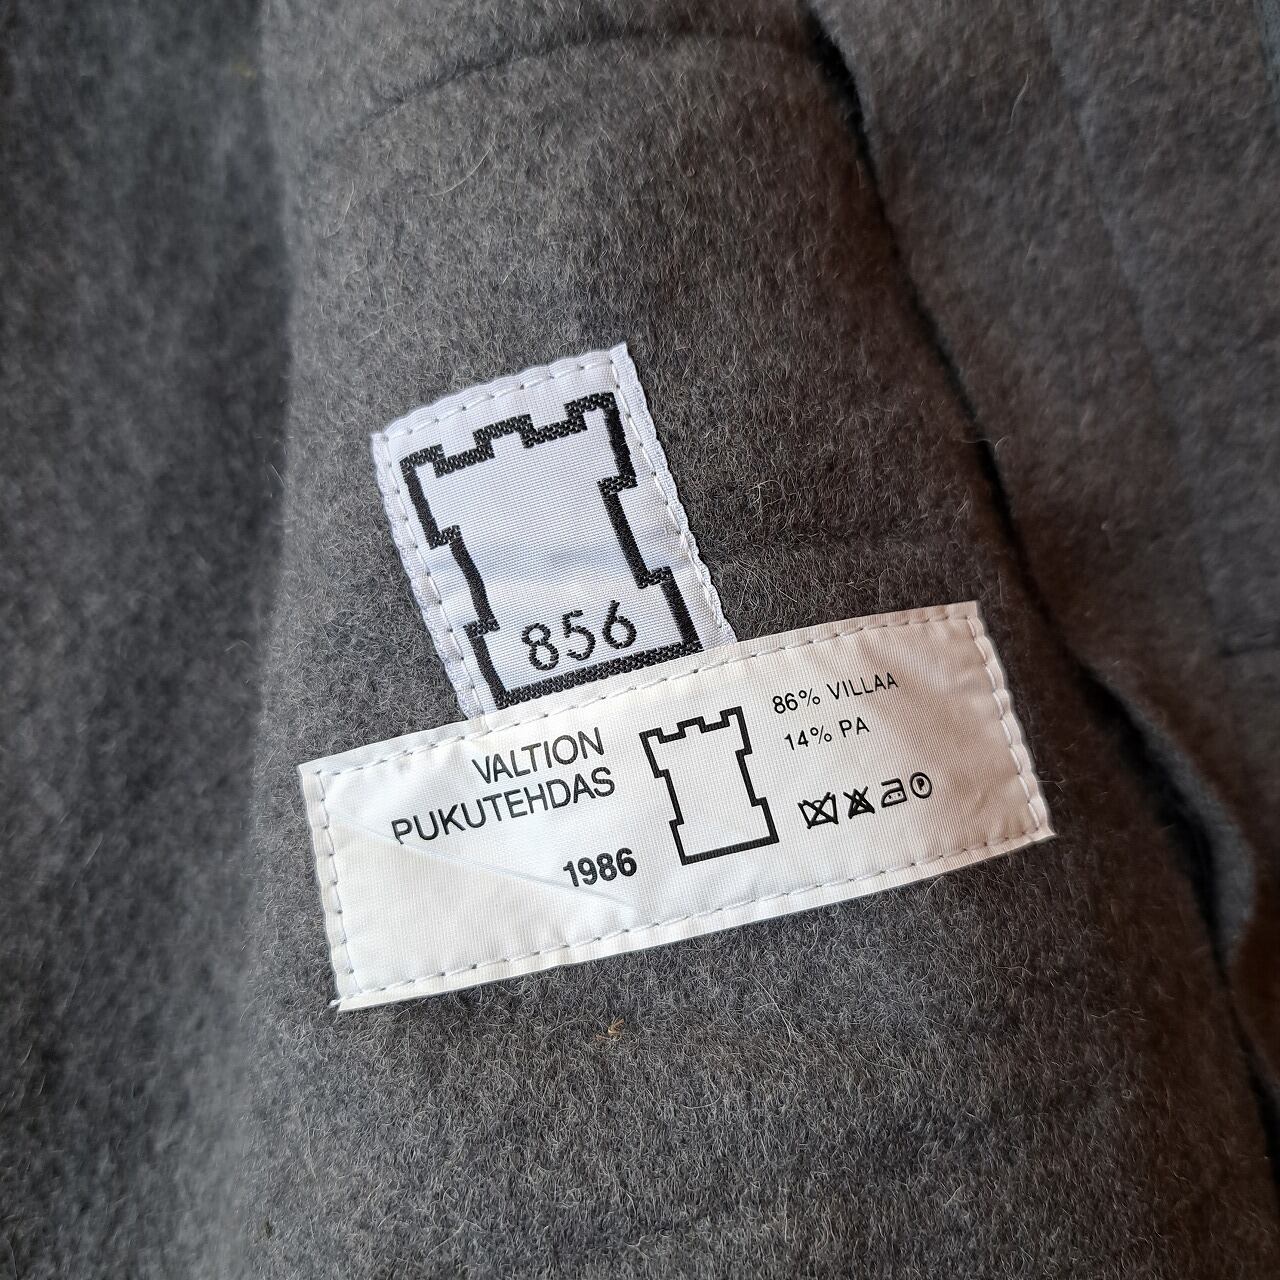 856
VALTION
PUKUTEHDAS
1986
86% VILLAA
14% PA
P